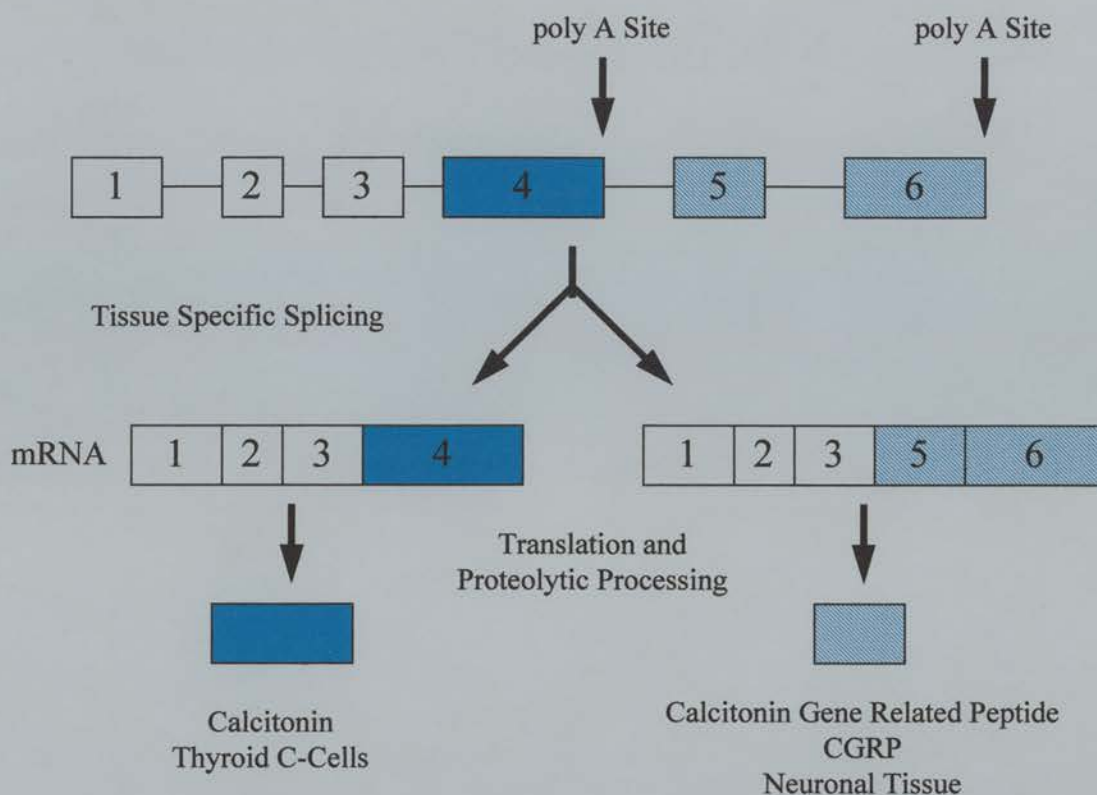 poly A Site
poly A Site
1 2 3 4 5 6
Tissue Specific Splicing
mRNA 1 2 3 4
1 2 3 5 6
Translation and
Proteolytic Processing
Calcitonin
Thyroid C-Cells
Calcitonin Gene Related Peptide
CGRP
Neuronal Tissue